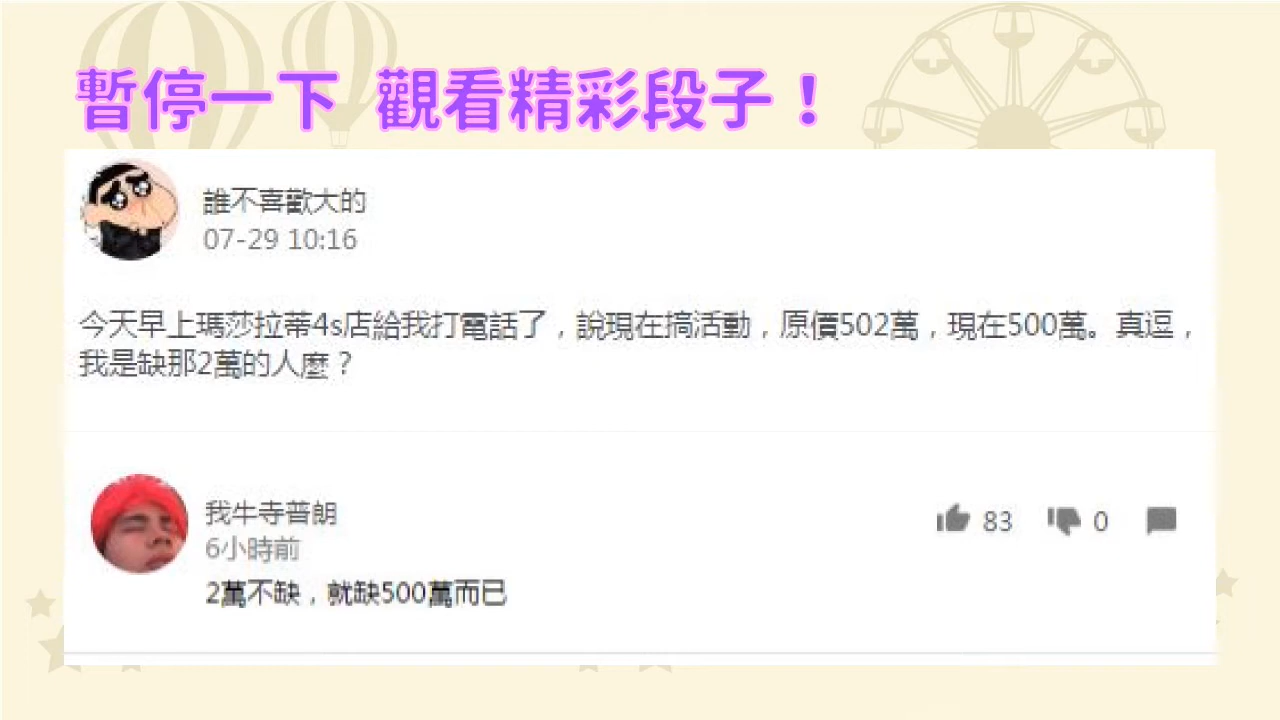 暫停一下 觀看精彩段子！
誰不喜歡大的
07-29 10:16
今天早上瑪莎拉蒂4s店給我打電話了，說現在搞活動，原價502萬，現在500萬。真逗，
我是缺那2萬的人麼？
我牛寺普朗
83 0
6小時前
2萬不缺，就缺500萬而已